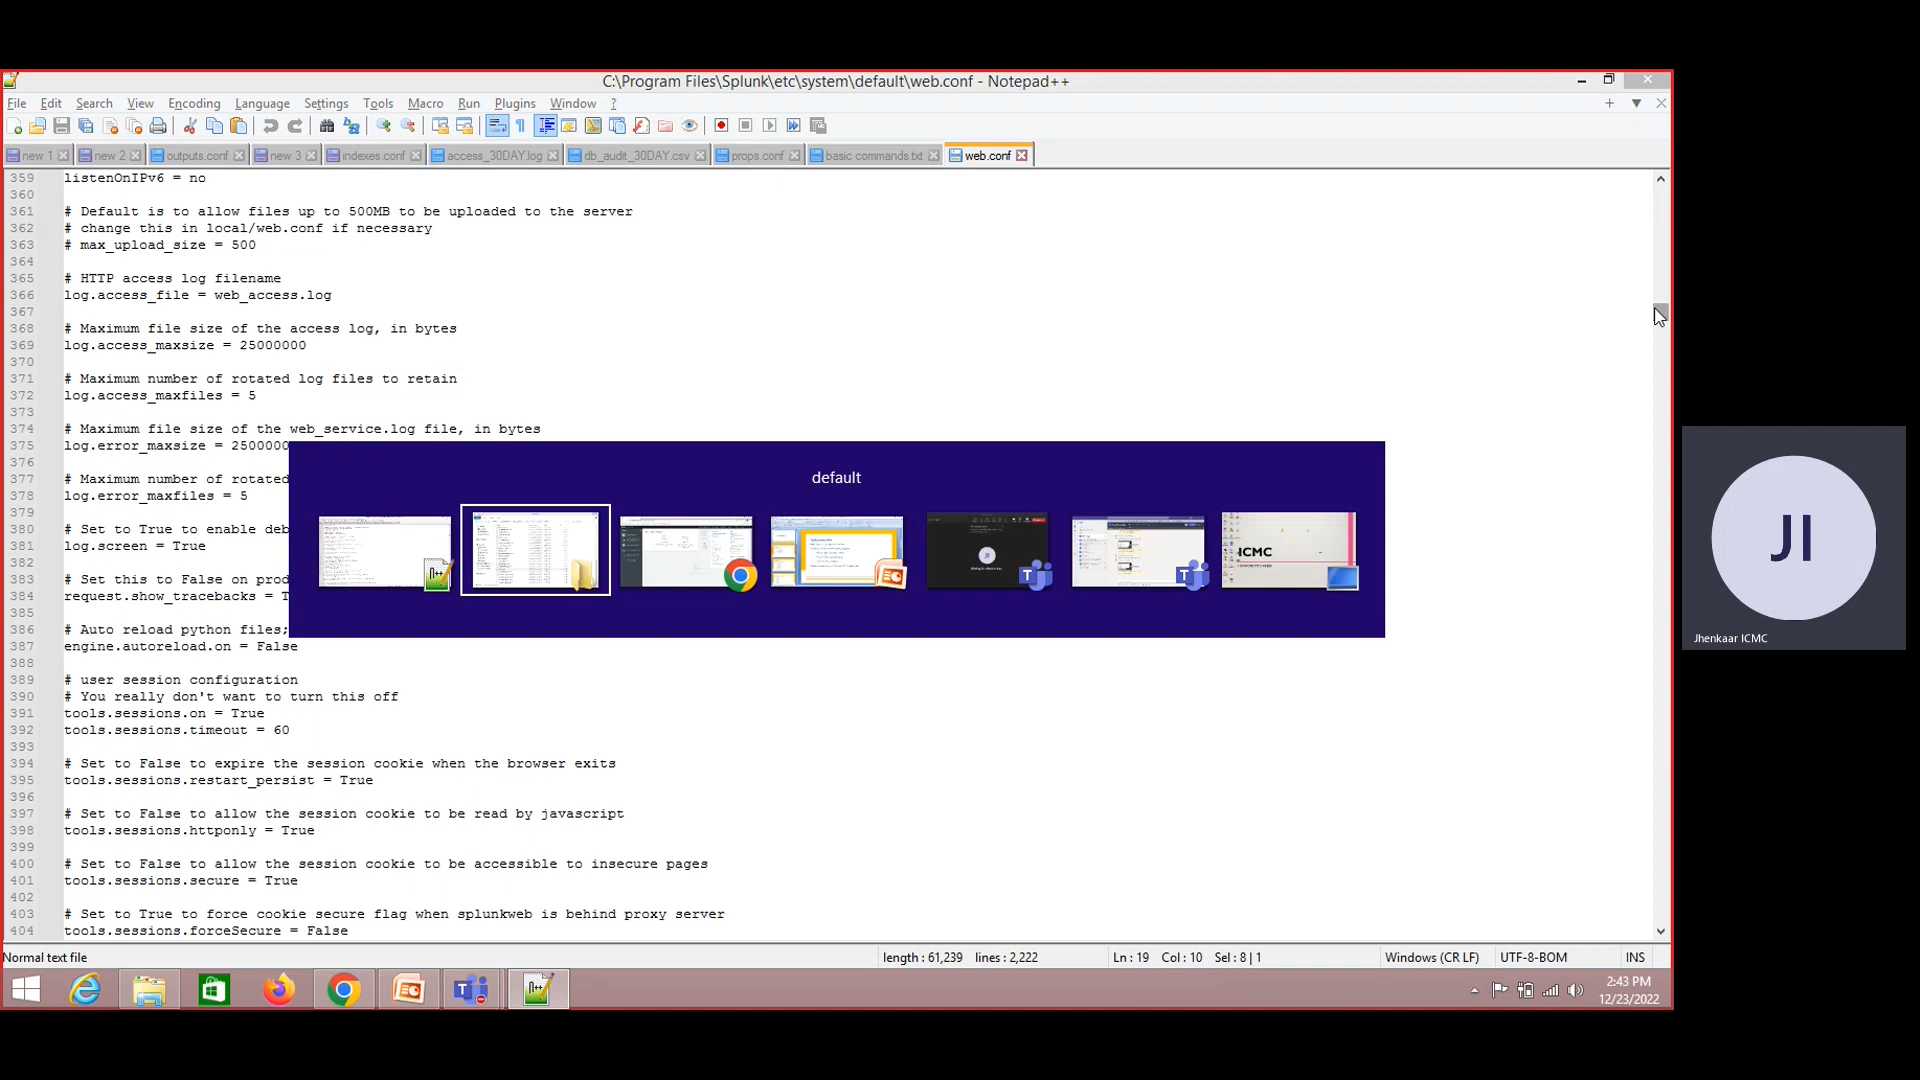 C:\Program Files\Splunk\etc\system\default\web.conf - Notepad++
File Edit Search View Encoding Language Settings Tools Macro Run Plugins Window ?
new 1 new 2 outputs.conf new 3 indexes.conf access_30DAY.log db_audit_30DAY.csv props.conf basic commands.txt web.conf
359 listenOnIPv6 = no
360
361 # Default is to allow files up to 500MB to be uploaded to the server
362 # change this in local/web.conf if necessary
363 # max_upload_size = 500
364
365 # HTTP access log filename
366 log.access_file = web_access.log
367
368 # Maximum file size of the access log, in bytes
369 log.access_maxsize = 25000000
370
371 # Maximum number of rotated log files to retain
372 log.access_maxfiles = 5
373
374 # Maximum file size of the web_service.log file, in bytes
375 log.error_maxsize = 2500000
376
377 # Maximum number of rotated
378 log.error_maxfiles = 5
379
380 # Set to True to enable deb
381 log.screen = True
382
383 # Set this to False on prod
384 request.show_tracebacks = T
385
386 # Auto reload python files;
387 engine.autoreload.on = False
388
389 # user session configuration
390 # You really don't want to turn this off
391 tools.sessions.on = True
392 tools.sessions.timeout = 60
393
394 # Set to False to expire the session cookie when the browser exits
395 tools.sessions.restart_persist = True
396
397 # Set to False to allow the session cookie to be read by javascript
398 tools.sessions.httponly = True
399
400 # Set to False to allow the session cookie to be accessible to insecure pages
401 tools.sessions.secure = True
402
403 # Set to True to force cookie secure flag when splunkweb is behind proxy server
404 tools.sessions.forceSecure = False
default
ICMC
JI
Jhenkaar ICMC
Normal text file length : 61,239 lines : 2,222 Ln : 19 Col : 10 Sel : 8 | 1 Windows (CR LF) UTF-8-BOM INS
2:43 PM
12/23/2022